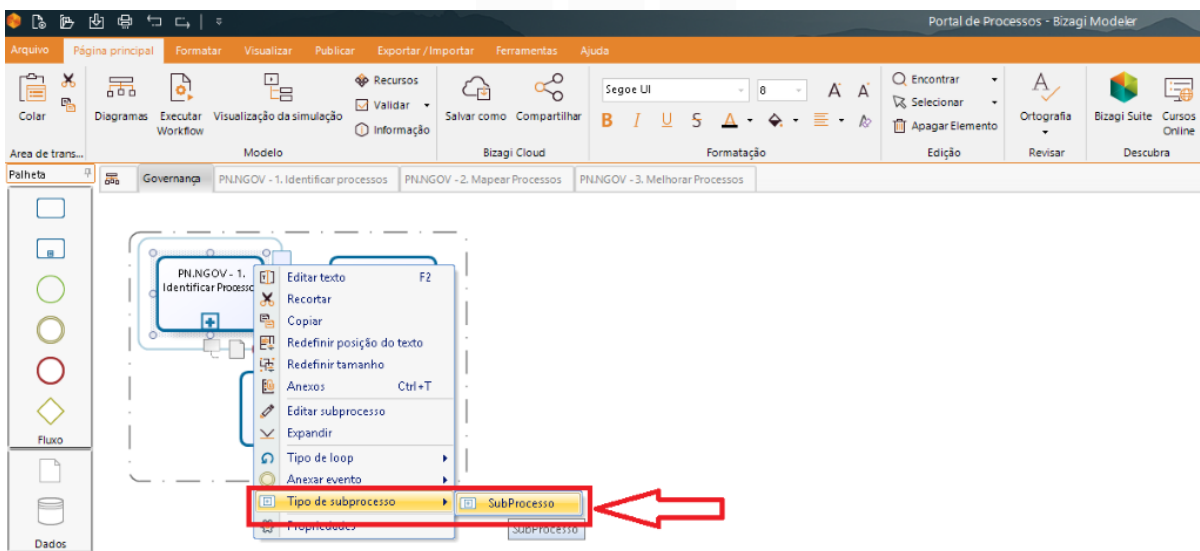 Portal de Processos - Bizagi Modeler
Arquivo Página principal Formatar Visualizar Publicar Exportar / Importar Ferramentas Ajuda
Colar
Area de trans...
Diagramas
Executar Workflow
Visualização da simulação
Recursos
Validar
Informação
Modelo
Salvar como
Compartilhar
Bizagi Cloud
Segoe UI
8
A A
B I U S A
Formatação
Encontrar
Selecionar
Apagar Elemento
Edição
Ortografia
Revisar
Bizagi Suite
Cursos Online
Descubra
Palheta
Governança
PN.NGOV - 1. Identificar processos
PN.NGOV - 2. Mapear Processos
PN.NGOV - 3. Melhorar Processos
PN.NGOV - 1.
Identificar Processo
Editar texto F2
Recortar
Copiar
Redefinir posição do texto
Redefinir tamanho
Anexos Ctrl+T
Editar subprocesso
Expandir
Tipo de loop
Anexar evento
Tipo de subprocesso
SubProcesso
Propriedades
SubProcesso
Fluxo
Dados